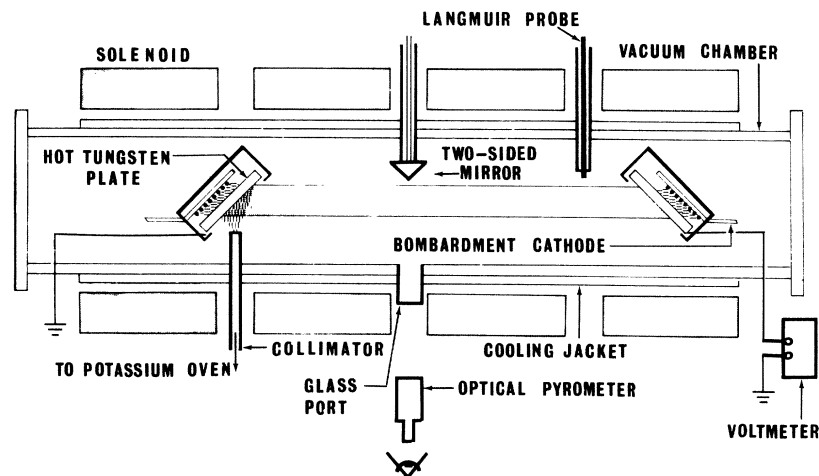 LANGMUIR PROBE
SOLENOID
VACUUM CHAMBER
HOT TUNGSTEN
PLATE
TWO-SIDED
MIRROR
BOMBARDMENT CATHODE
COLLIMATOR
COOLING JACKET
TO POTASSIUM OVEN
GLASS
PORT
OPTICAL PYROMETER
VOLTMETER